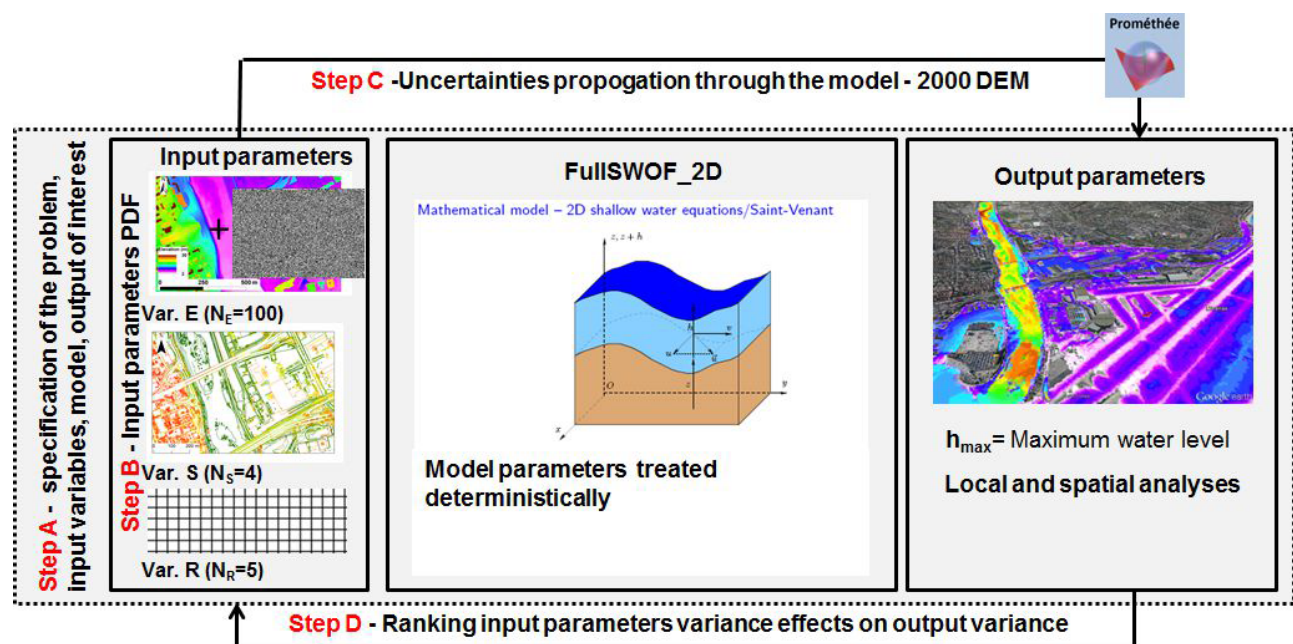 Prométhée
Step C -Uncertainties propogation through the model - 2000 DEM
Step A - specification of the problem,
input variables, model, output of interest
Step B - Input parameters PDF
Input parameters
+
250
500 m
Var. E (NE=100)
Var. S (NS=4)
Var. R (NR=5)
FullSWOF_2D
Mathematical model – 2D shallow water equations/Saint-Venant
z, z + h
h
v
u
z
O
y
x
Model parameters treated
deterministically
Output parameters
Google earth
hmax= Maximum water level
Local and spatial analyses
Step D - Ranking input parameters variance effects on output variance